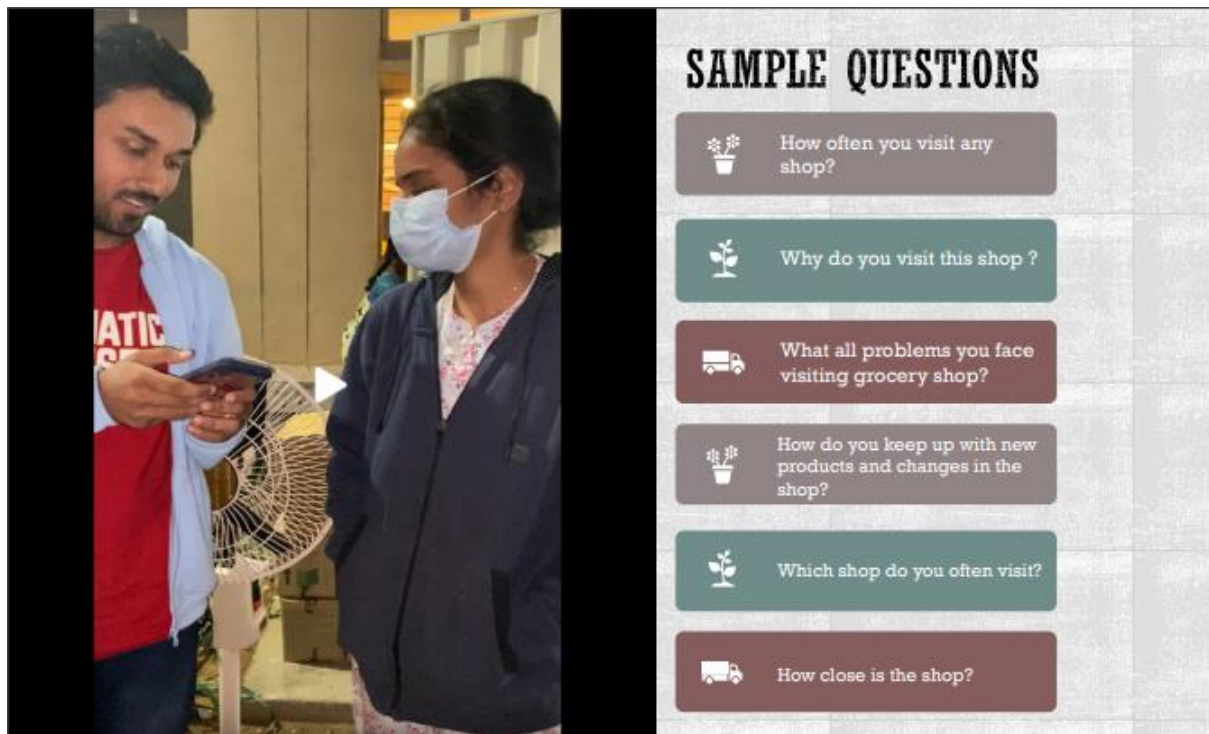 SAMPLE QUESTIONS
How often you visit any
shop?
Why do you visit this shop ?
What all problems you face
visiting grocery shop?
How do you keep up with new
products and changes in the
shop?
Which shop do you often visit?
How close is the shop?